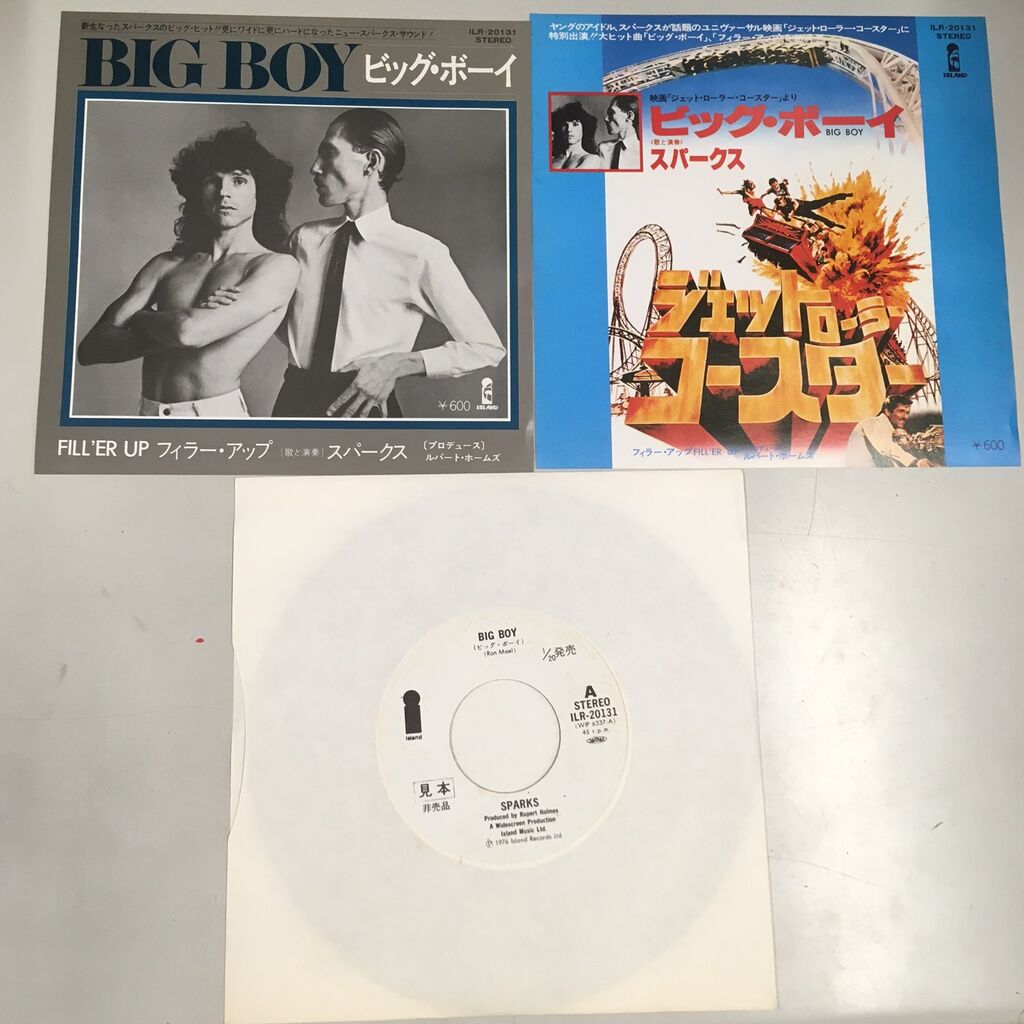 新生なったスパークスのビッグ・ヒット!!更にワイドに更にハードになったニュー・スパークス・サウンド!
ILR-20131
STEREO
BIG BOY ビッグ・ボーイ
¥600
ISLAND
FILL'ER UP フィラー・アップ [歌と演奏] スパークス
[プロデュース]
ルパート・ホームズ
ヤングのアイドル、スパークスが話題のユニヴァーサル映画「ジェット・ローラー・コースター」に
特別出演!!大ヒット曲「ビッグ・ボーイ」、「フィラー・
ILR-20131
STEREO
ISLAND
映画「ジェット・ローラー・コースター」より
ビッグ・ボーイ
BIG BOY
〈歌と演奏〉
スパークス
ジェットローラー
コースター
¥600
フィラー・アップ FILL'ER UP
ルパート・ホームズ
BIG BOY
(ビッグ・ボーイ)
(Ron Mael)
1/20発売
A
STEREO
ILR-20131
(WIP 6337-A)
45 r.p.m.
island
見本
非売品
SPARKS
Produced by Rupert Holmes
A Widescreen Production
Island Music Ltd.
Ⓟ 1976 Island Records Ltd.